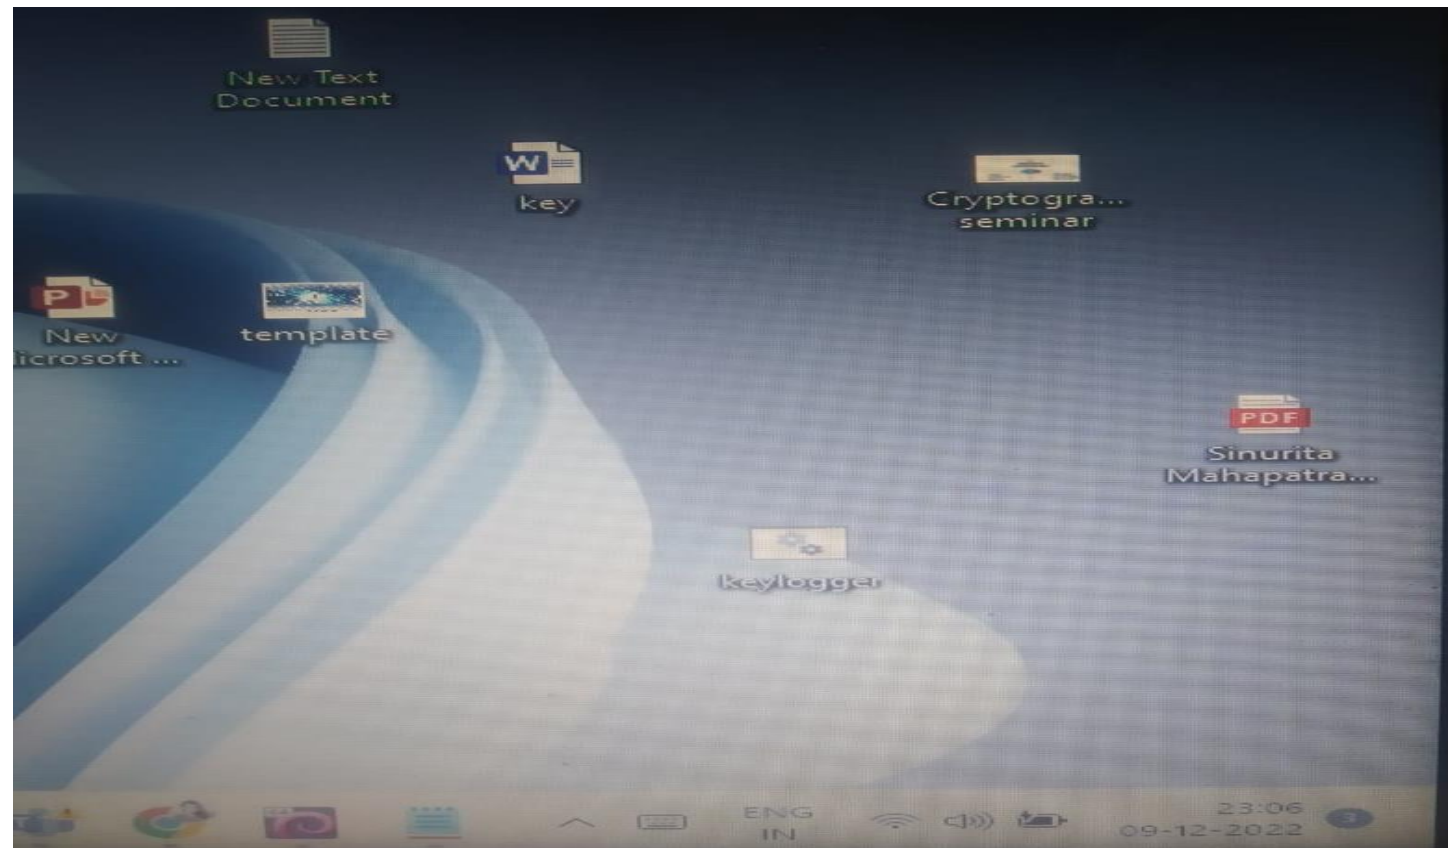 New Text
Document
W
key
Cryptogra...
seminar
P
New
icrosoft ...
template
PDF
Sinurita
Mahapatra...
keylogger
ENG
IN
23:06
09-12-2022
3